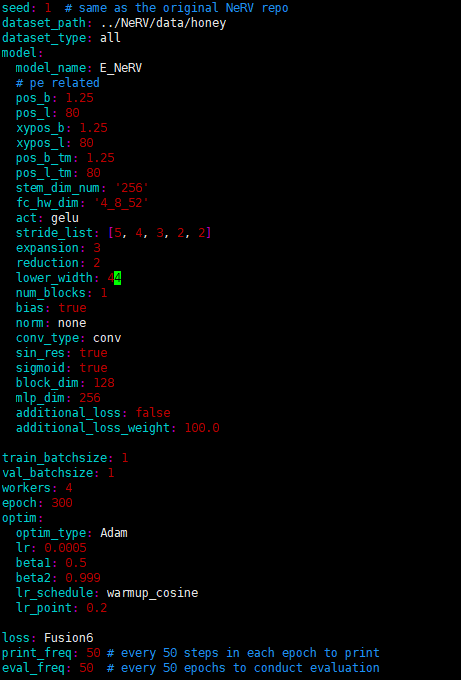 seed: 1  # same as the original NeRV repo
dataset_path: ../NeRV/data/honey
dataset_type: all
model:
  model_name: E_NeRV
  # pe related
  pos_b: 1.25
  pos_l: 80
  xypos_b: 1.25
  xypos_l: 80
  pos_b_tm: 1.25
  pos_l_tm: 80
  stem_dim_num: '256'
  fc_hw_dim: '4_8_52'
  act: gelu
  stride_list: [5, 4, 3, 2, 2]
  expansion: 3
  reduction: 2
  lower_width: 44
  num_blocks: 1
  bias: true
  norm: none
  conv_type: conv
  sin_res: true
  sigmoid: true
  block_dim: 128
  mlp_dim: 256
  additional_loss: false
  additional_loss_weight: 100.0

train_batchsize: 1
val_batchsize: 1
workers: 4
epoch: 300
optim:
  optim_type: Adam
  lr: 0.0005
  beta1: 0.5
  beta2: 0.999
  lr_schedule: warmup_cosine
  lr_point: 0.2

loss: Fusion6
print_freq: 50 # every 50 steps in each epoch to print
eval_freq: 50  # every 50 epochs to conduct evaluation